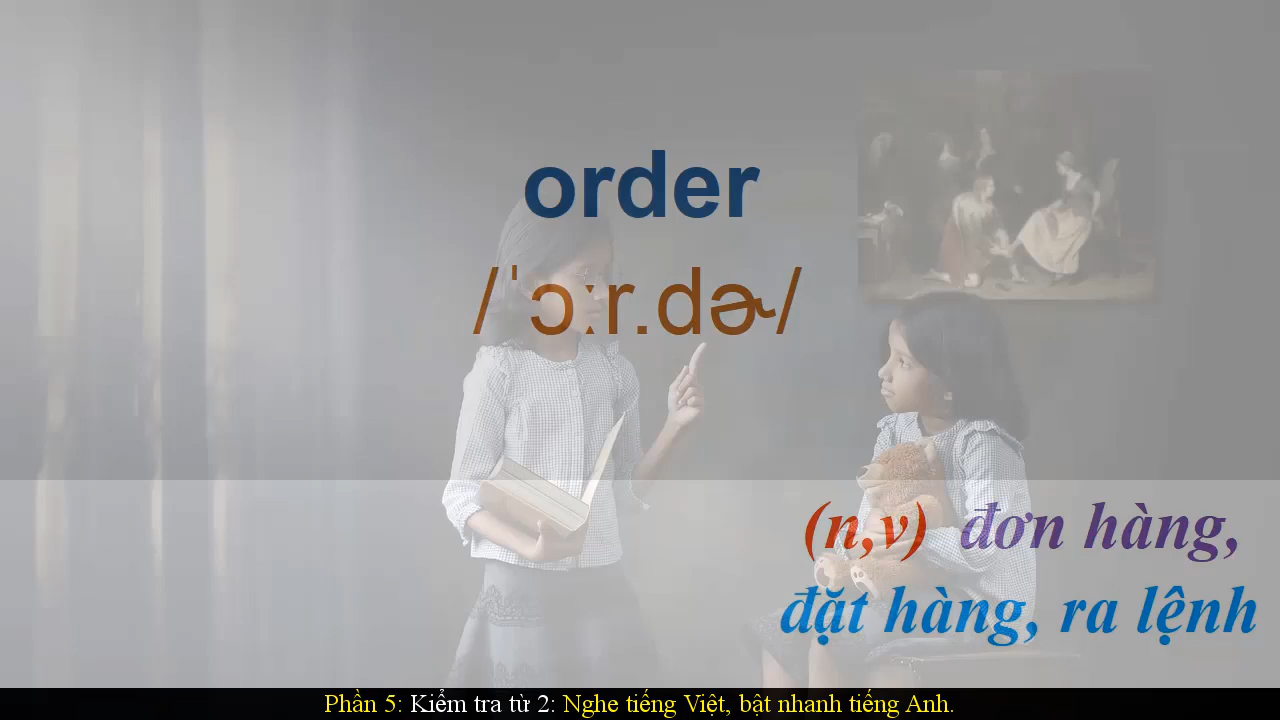 order
/ˈɔːr.dɚ/
(n,v) đơn hàng,
đặt hàng, ra lệnh
Phần 5: Kiểm tra từ 2: Nghe tiếng Việt, bật nhanh tiếng Anh.